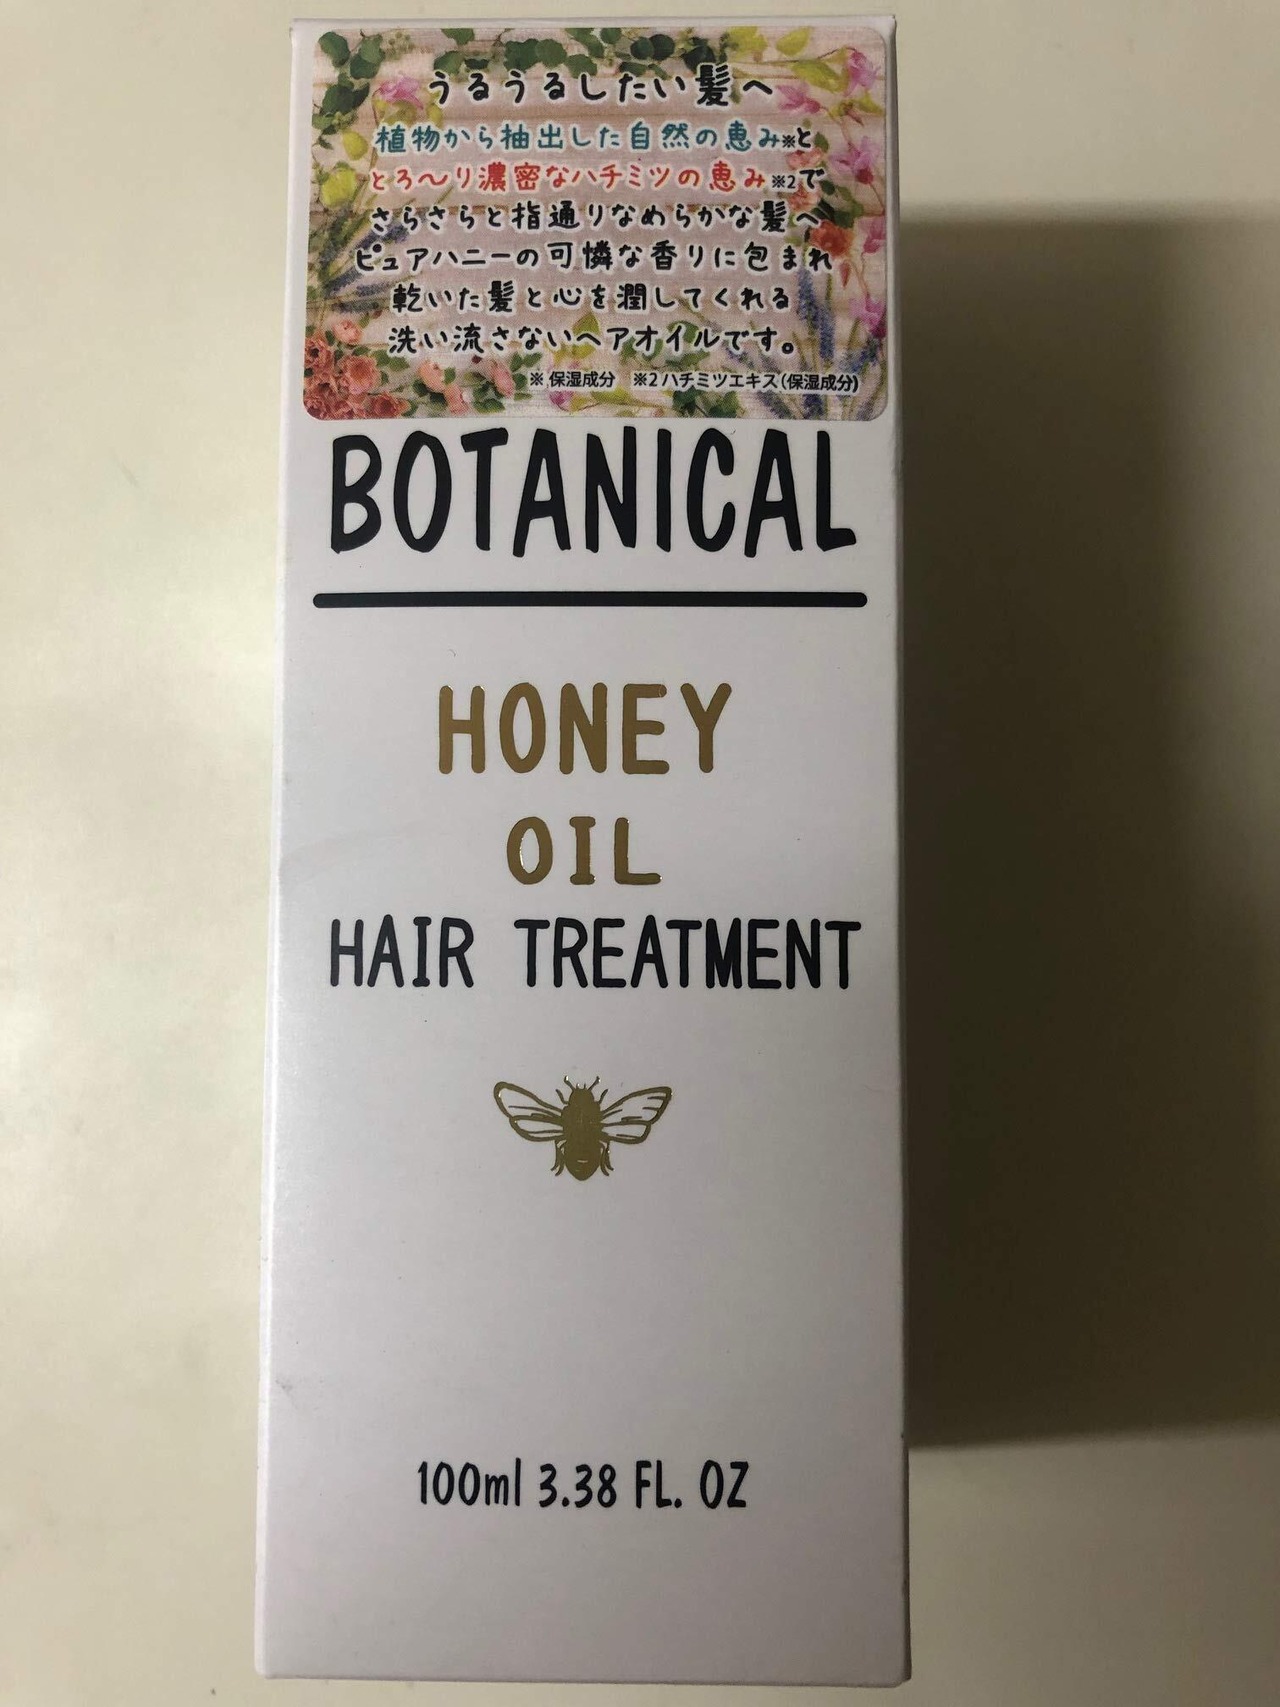 うるうるしたい髪へ
植物から抽出した自然の恵み※と
とろ〜り濃密なハチミツの恵み※2で
さらさらと指通りなめらかな髪へ
ピュアハニーの可憐な香りに包まれ
乾いた髪と心を潤してくれる
洗い流さないヘアオイルです。
※ 保湿成分 ※2 ハチミツエキス(保湿成分)
BOTANICAL
HONEY
OIL
HAIR TREATMENT
100ml 3.38 FL. OZ